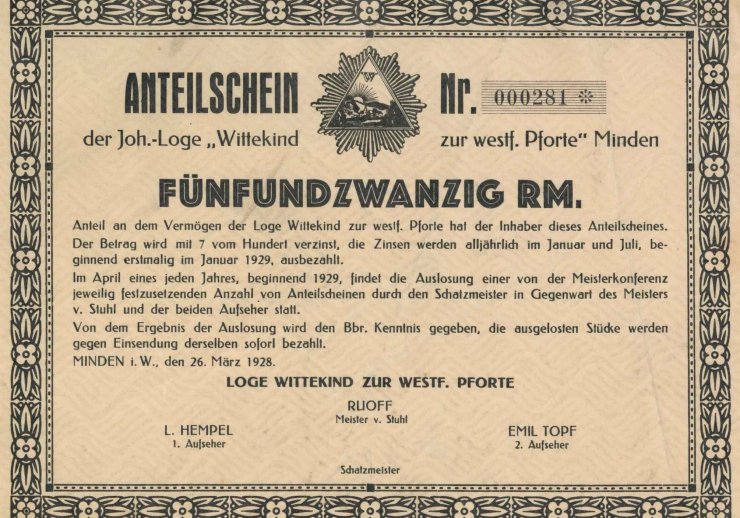 W
ANTEILSCHEIN Nr. 000281 *
der Joh.-Loge „Wittekind zur westf. Pforte" Minden
FÜNFUNDZWANZIG RM.
Anteil an dem Vermögen der Loge Wittekind zur westf. Pforte hat der Inhaber dieses Anteilscheines.
Der Betrag wird mit 7 vom Hundert verzinst, die Zinsen werden alljährlich im Januar und Juli, be-
ginnend erstmalig im Januar 1929, ausbezahlt.
Im April eines jeden Jahres, beginnend 1929, findet die Auslosung einer von der Meisterkonferenz
jeweilig festzusetzenden Anzahl von Anteilscheinen durch den Schatzmeister in Gegenwart des Meisters
v. Stuhl und der beiden Aufseher statt.
Von dem Ergebnis der Auslosung wird den Bbr. Kenntnis gegeben, die ausgelosten Stücke werden
gegen Einsendung derselben sofort bezahlt.
MINDEN i. W., den 26. März 1928.
LOGE WITTEKIND ZUR WESTF. PFORTE
RUOFF
Meister v. Stuhl
L. HEMPEL EMIL TOPF
1. Aufseher 2. Aufseher
Schatzmeister